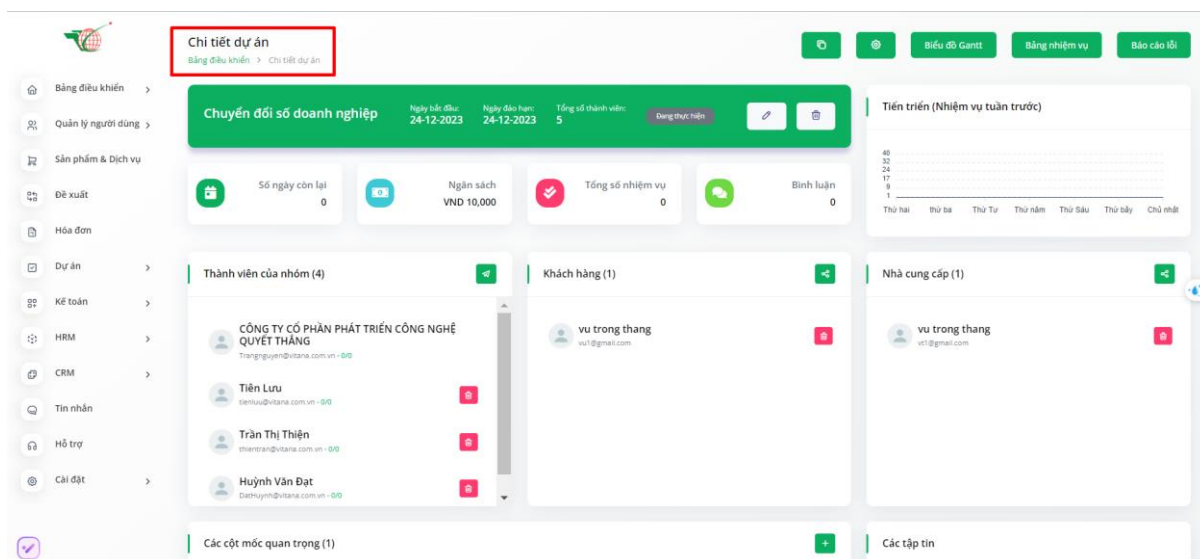 Chi tiết dự án
Bảng điều khiển > Chi tiết dự án
Biểu đồ Gantt
Bảng nhiệm vụ
Báo cáo lỗi
Bảng điều khiển
Quản lý người dùng
Sản phẩm & Dịch vụ
Đề xuất
Hóa đơn
Dự án
Kế toán
HRM
CRM
Tin nhắn
Hỗ trợ
Cài đặt
Chuyển đổi số doanh nghiệp
Ngày bắt đầu:
24-12-2023
Ngày đáo hạn:
24-12-2023
Tổng số thành viên:
5
Đang thực hiện
Số ngày còn lại
0
Ngân sách
VND 10,000
Tổng số nhiệm vụ
0
Bình luận
0
Tiến triển (Nhiệm vụ tuần trước)
40
32
24
17
9
1
Thứ hai thứ ba Thứ Tư Thứ năm Thứ Sáu Thứ bảy Chủ nhật
Thành viên của nhóm (4)
CÔNG TY CỔ PHẦN PHÁT TRIỂN CÔNG NGHỆ
QUYẾT THẮNG
Trangnguyen@vitana.com.vn - 0/0
Tiên Lưu
tienluu@vitana.com.vn - 0/0
Trần Thị Thiện
thientran@vitana.com.vn - 0/0
Huỳnh Văn Đạt
DatHuynh@vitana.com.vn - 0/0
Khách hàng (1)
vu trong thang
vu1@gmail.com
Nhà cung cấp (1)
vu trong thang
vt1@gmail.com
Các cột mốc quan trọng (1)
Các tập tin